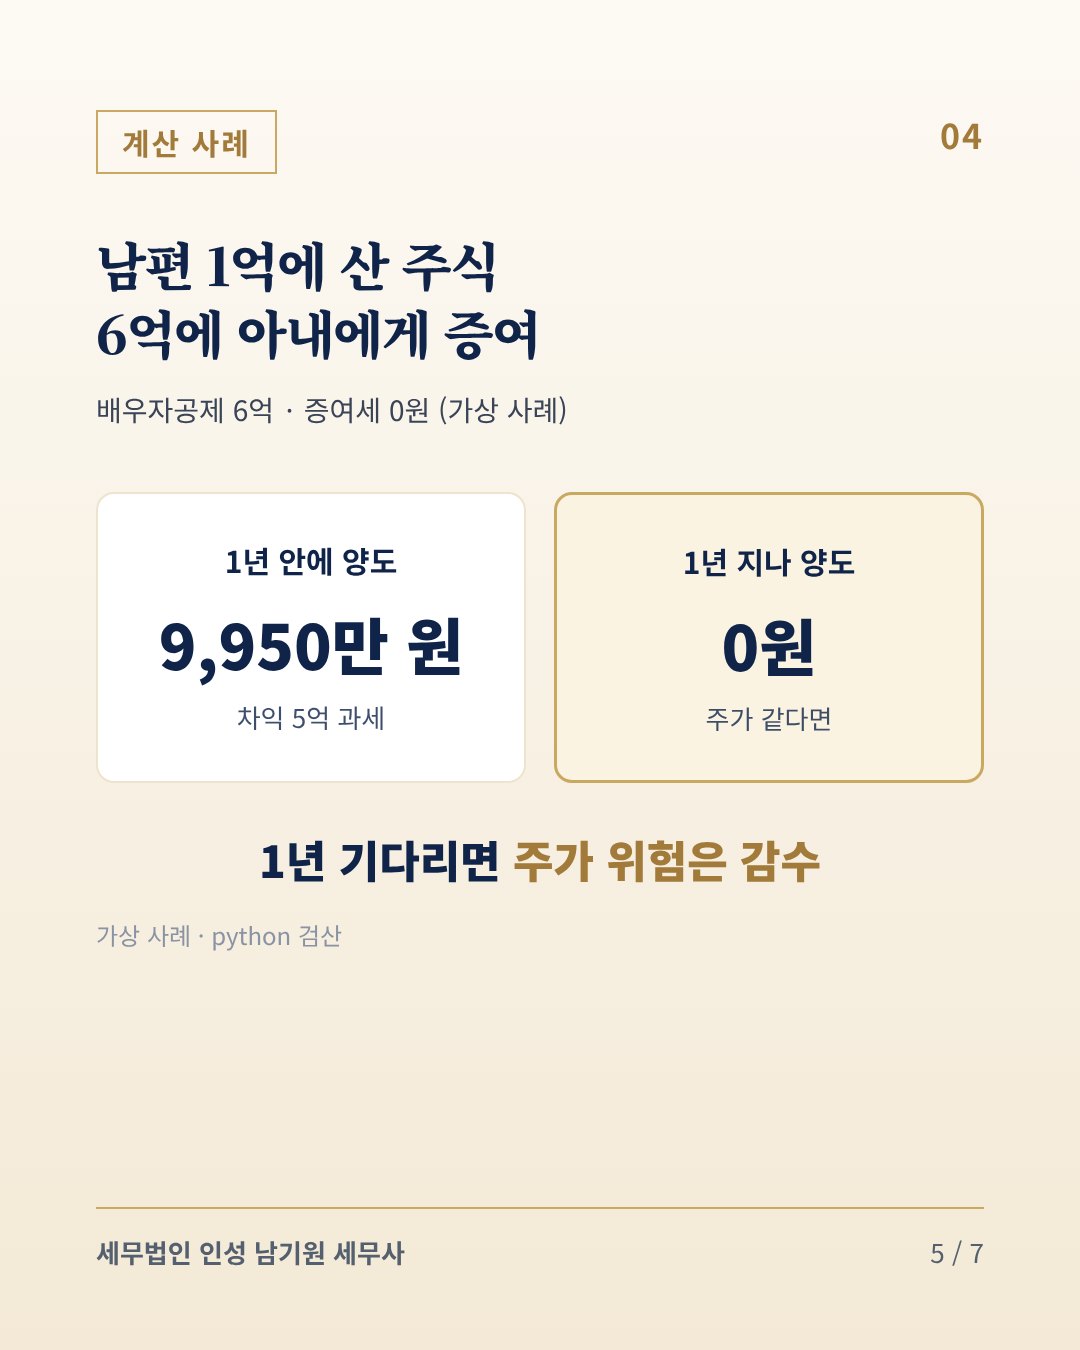 계산 사례
04
남편 1억에 산 주식
6억에 아내에게 증여
배우자공제 6억 · 증여세 0원 (가상 사례)
1년 안에 양도
9,950만 원
차익 5억 과세
1년 지나 양도
0원
주가 같다면
1년 기다리면 주가 위험은 감수
가상 사례 · python 검산
세무법인 인성 남기원 세무사
5 / 7